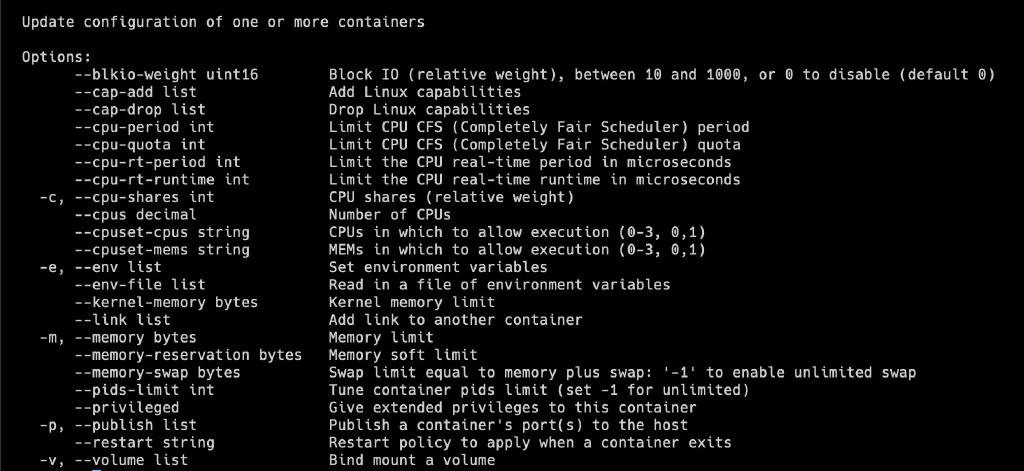 Update configuration of one or more containers
Options:
--blkio-weight uint16 Block IO (relative weight), between 10 and 1000, or 0 to disable (default 0)
--cap-add list Add Linux capabilities
--cap-drop list Drop Linux capabilities
--cpu-period int Limit CPU CFS (Completely Fair Scheduler) period
--cpu-quota int Limit CPU CFS (Completely Fair Scheduler) quota
--cpu-rt-period int Limit the CPU real-time period in microseconds
--cpu-rt-runtime int Limit the CPU real-time runtime in microseconds
-c, --cpu-shares int CPU shares (relative weight)
--cpus decimal Number of CPUs
--cpuset-cpus string CPUs in which to allow execution (0-3, 0,1)
--cpuset-mems string MEMs in which to allow execution (0-3, 0,1)
-e, --env list Set environment variables
--env-file list Read in a file of environment variables
--kernel-memory bytes Kernel memory limit
--link list Add link to another container
-m, --memory bytes Memory limit
--memory-reservation bytes Memory soft limit
--memory-swap bytes Swap limit equal to memory plus swap: '-1' to enable unlimited swap
--pids-limit int Tune container pids limit (set -1 for unlimited)
--privileged Give extended privileges to this container
-p, --publish list Publish a container's port(s) to the host
--restart string Restart policy to apply when a container exits
-v, --volume list Bind mount a volume